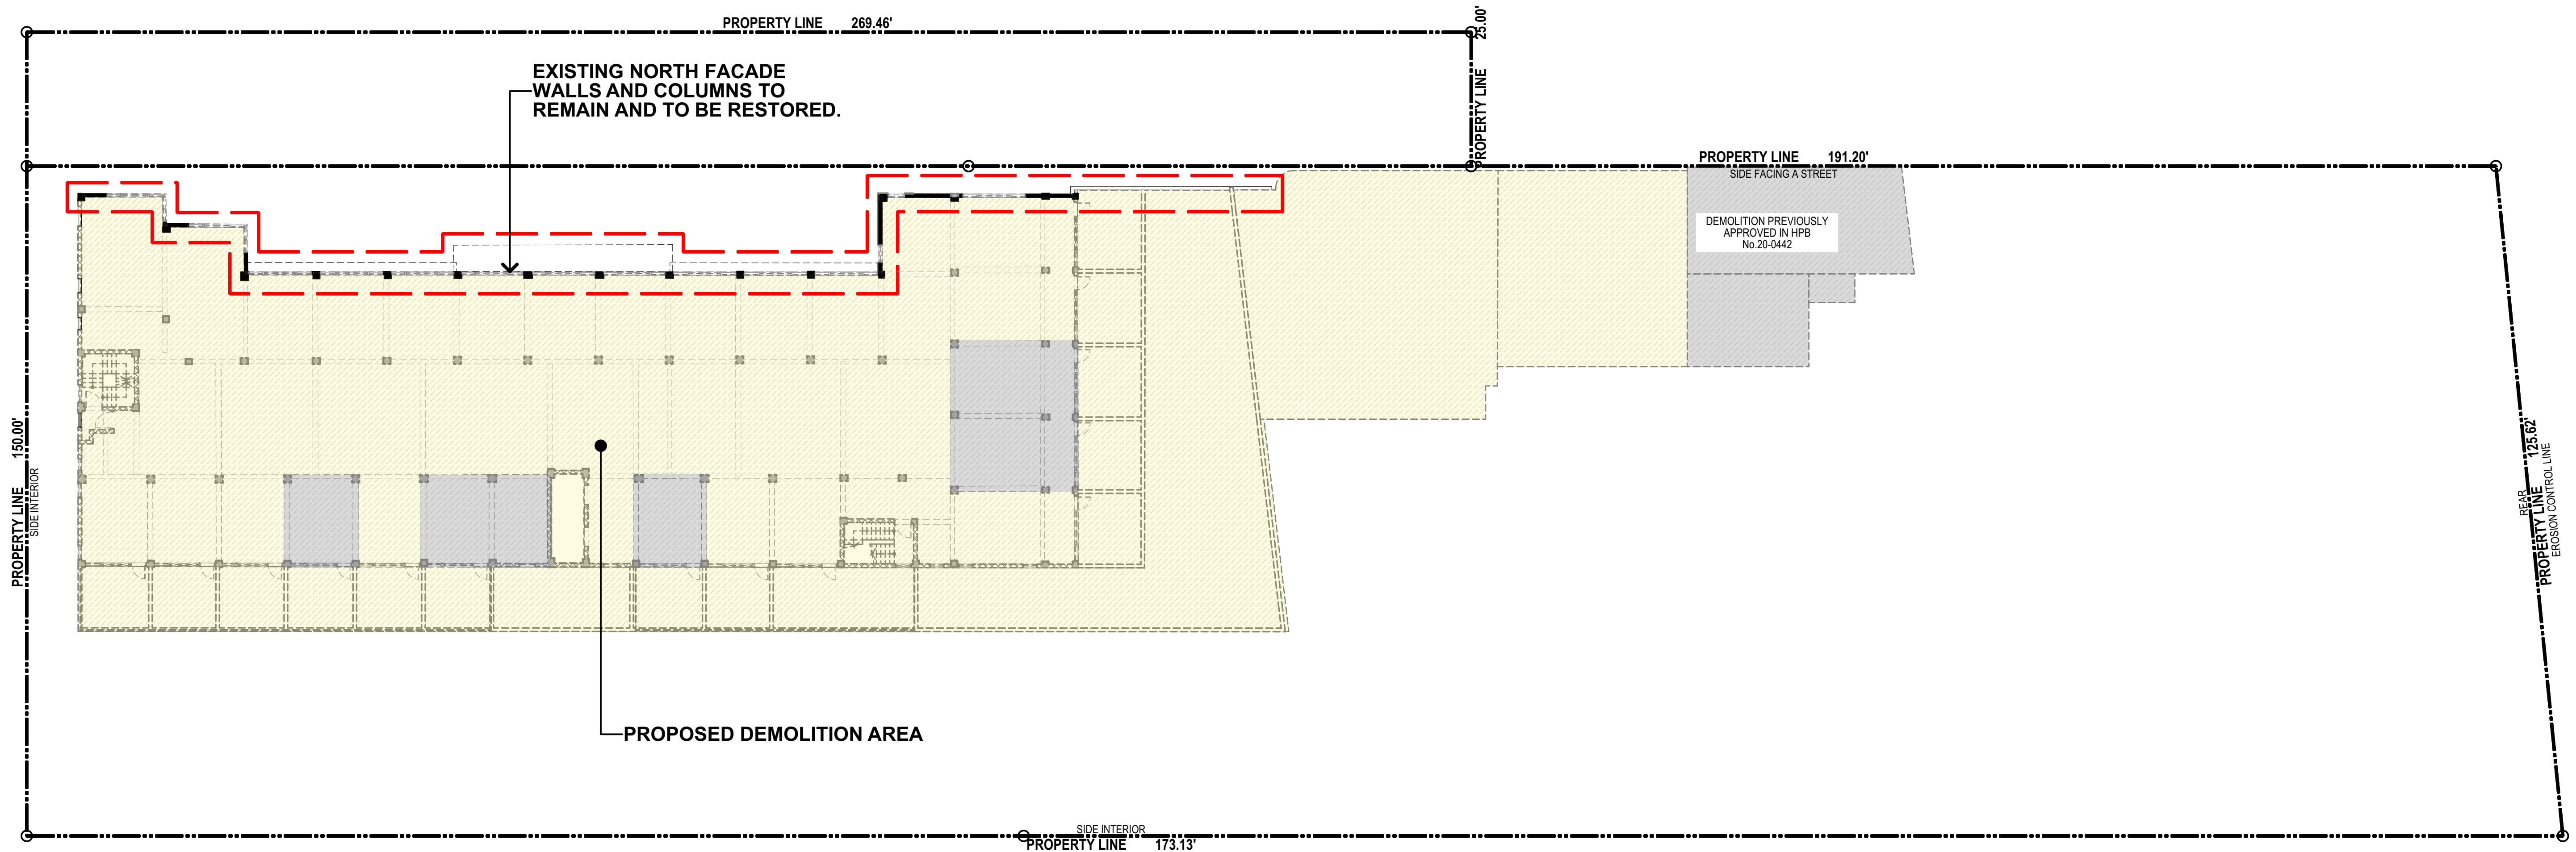 PROPERTY LINE 269.46'
25.00'
PROPERTY LINE
EXISTING NORTH FACADE
WALLS AND COLUMNS TO
REMAIN AND TO BE RESTORED.
PROPERTY LINE 191.20'
SIDE FACING A STREET
DEMOLITION PREVIOUSLY
APPROVED IN HPB
No.20-0442
PROPERTY LINE 150.00'
SIDE INTERIOR
REAR
PROPERTY LINE 125.62'
EROSION CONTROL LINE
PROPOSED DEMOLITION AREA
SIDE INTERIOR
PROPERTY LINE 173.13'